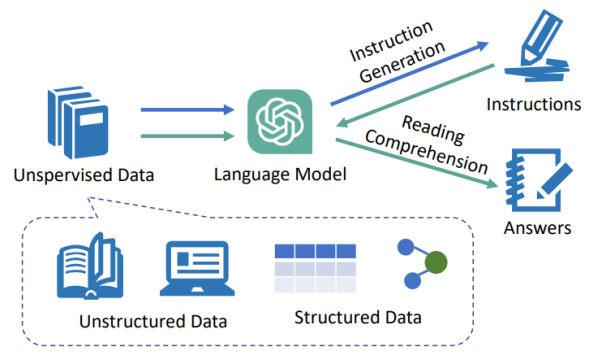 Instruction
Generation
Instructions
Unspervised Data
Language Model
Reading
Comprehension
Answers
Unstructured Data
Structured Data